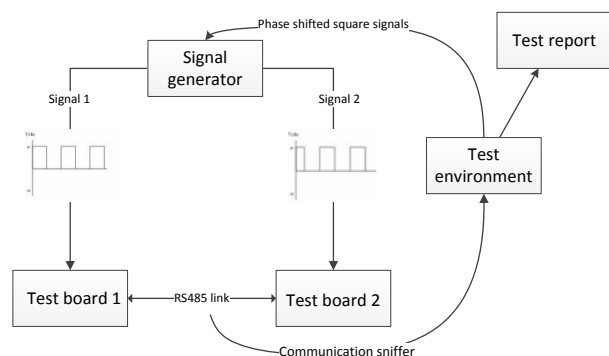 Phase shifted square signals
Test report
Signal
generator
Signal 1
Signal 2
Test
environment
Test board 1
RS485 link
Test board 2
Communication sniffer